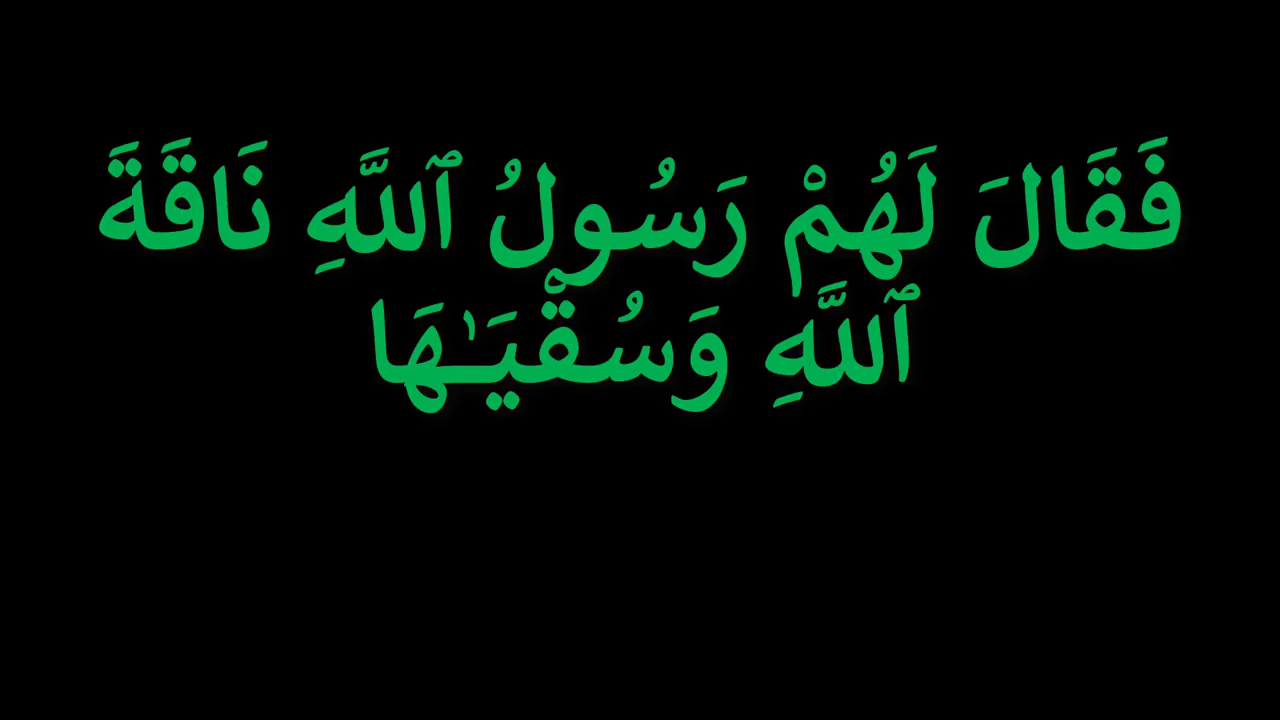 فَقَالَ لَهُمْ رَسُولُ ٱللَّهِ نَاقَةَ
ٱللَّهِ وَسُقْيَـٰهَا